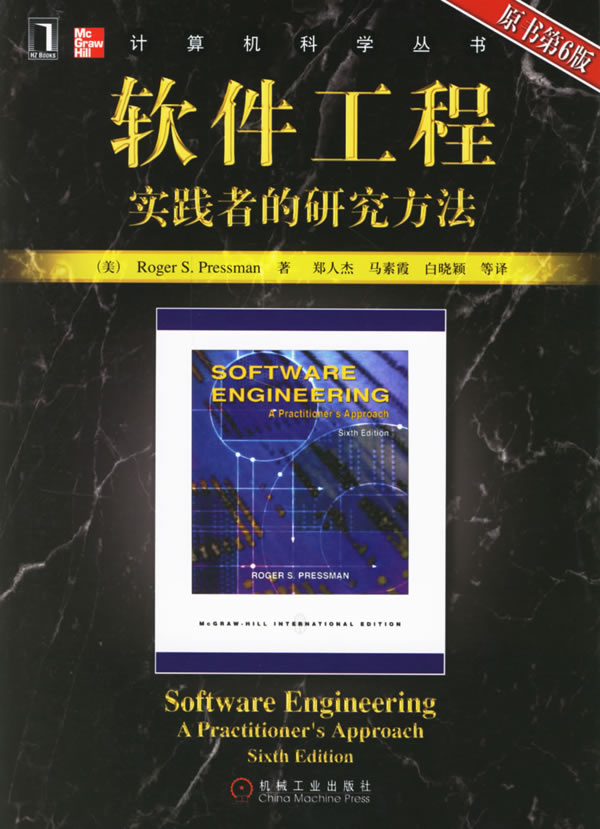 HZ BOOKS
Mc
Graw
Hill
计算机科学丛书
原书第6版
软件工程
实践者的研究方法
（美） Roger S. Pressman 著 郑人杰 马素霞 白晓颖 等译
SOFTWARE
ENGINEERING
A Practitioner's Approach
Sixth Edition
ROGER S. PRESSMAN
McGRAW-HILL INTERNATIONAL EDITION
Software Engineering
A Practitioner's Approach
Sixth Edition
机械工业出版社
China Machine Press